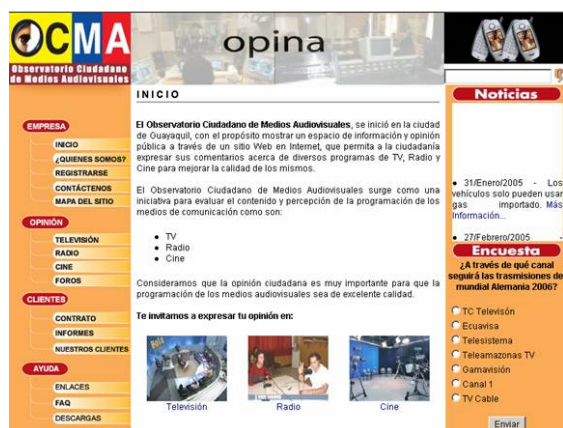 OCMA
Observatorio Ciudadano
de Medios Audiovisuales
opina
EMPRESA
INICIO
¿QUIENES SOMOS?
REGISTRARSE
CONTÁCTENOS
MAPA DEL SITIO
OPINIÓN
TELEVISIÓN
RADIO
CINE
FOROS
CLIENTES
CONTRATO
INFORMES
NUESTROS CLIENTES
AYUDA
ENLACES
FAQ
DESCARGAS
INICIO
El Observatorio Ciudadano de Medios Audiovisuales, se inició en la ciudad
de Guayaquil, con el propósito mostrar un espacio de información y opinión
pública a través de un sitio Web en Internet, que permita a la ciudadanía
expresar sus comentarios acerca de diversos programas de TV, Radio y
Cine para mejorar la calidad de los mismos.
El Observatorio Ciudadano de Medios Audiovisuales surge como una
iniciativa para evaluar el contenido y percepción de la programación de los
medios de comunicación como son:
• TV
• Radio
• Cine
Consideramos que la opinión ciudadana es muy importante para que la
programación de los medios audiovisuales sea de excelente calidad.
Te invitamos a expresar tu opinión en:
Televisión
Radio
Cine
Noticias
• 31/Enero/2005 - Los
vehículos solo pueden usar
gas importado. Más
Información...
• 27/Febrero/2005 -
Encuesta
¿A través de qué canal
seguirá las trasmisiones de
mundial Alemania 2006?
TC Televisón
Ecuavisa
Telesistema
Teleamazonas TV
Gamavisión
Canal 1
TV Cable
Enviar